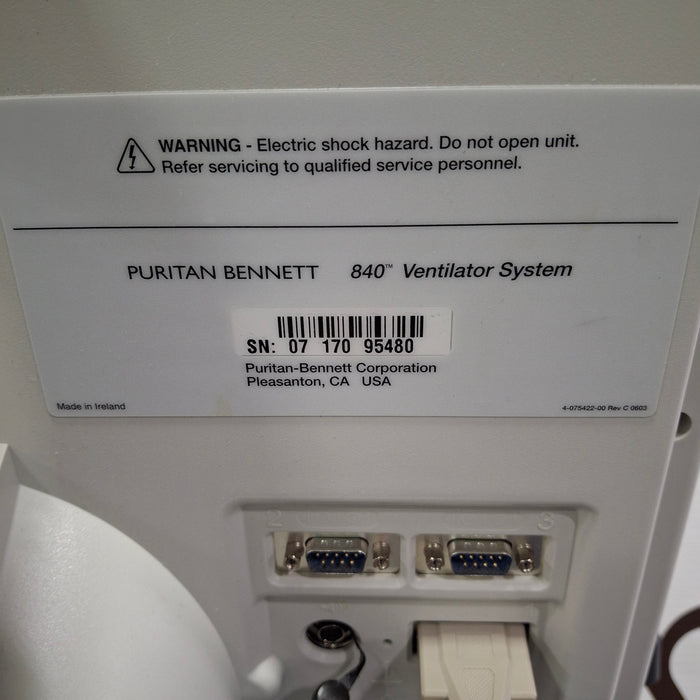 WARNING - Electric shock hazard. Do not open unit.
Refer servicing to qualified service personnel.
PURITAN BENNETT 840™ Ventilator System
SN: 07 170 95480
Puritan-Bennett Corporation
Pleasanton, CA USA
Made in Ireland
4-075422-00 Rev C 0603
2
3